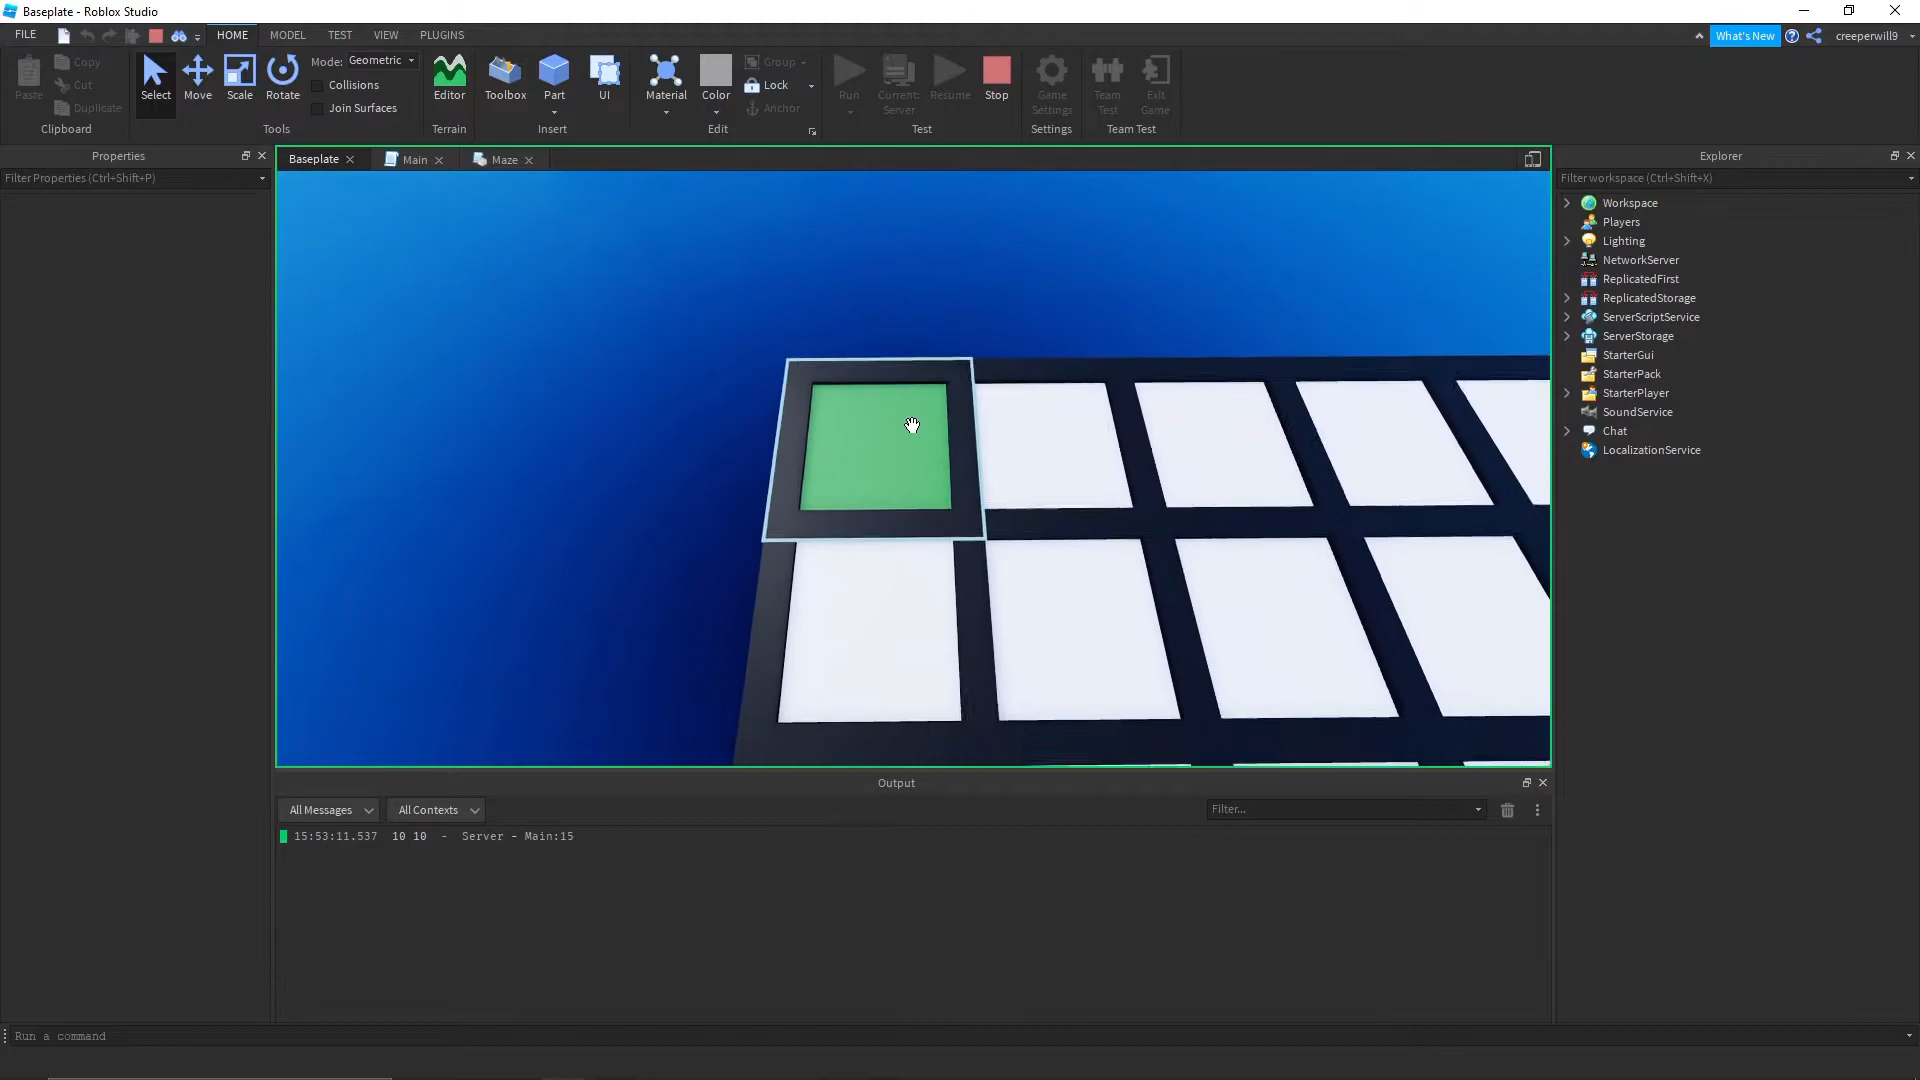 Baseplate - Roblox Studio
FILE
HOME
MODEL
TEST
VIEW
PLUGINS
What's New
creeperwill9
Paste
Copy
Cut
Duplicate
Clipboard
Select
Move
Scale
Rotate
Mode: Geometric
Collisions
Join Surfaces
Tools
Editor
Terrain
Toolbox
Part
UI
Insert
Material
Color
Group
Lock
Anchor
Edit
Run
Current: Server
Resume
Stop
Test
Game Settings
Settings
Team Test
Exit Game
Team Test
Properties
Filter Properties (Ctrl+Shift+P)
Baseplate
Main
Maze
Explorer
Filter workspace (Ctrl+Shift+X)
Workspace
Players
Lighting
NetworkServer
ReplicatedFirst
ReplicatedStorage
ServerScriptService
ServerStorage
StarterGui
StarterPack
StarterPlayer
SoundService
Chat
LocalizationService
Output
All Messages
All Contexts
Filter...
15:53:11.537 10 10 - Server - Main:15
Run a command